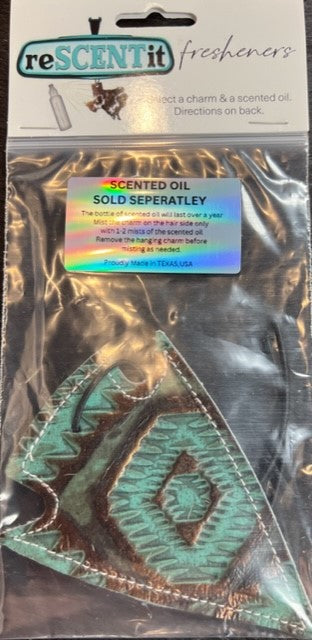 reSCENTit fresheners
ect a charm & a scented oil.
Directions on back.
SCENTED OIL
SOLD SEPERATLEY
The bottle of scented oil will last over a year
Mist the charm on the hair side only
with 1-2 mists of the scented oil.
Remove the hanging charm before
misting as needed.
Proudly Made in TEXAS,USA